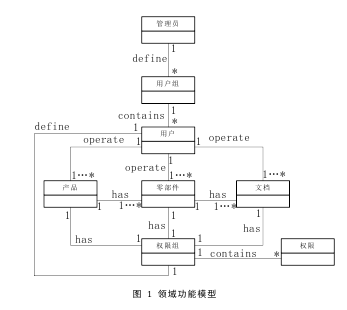 管理员
1
define
*
用户组
1
contains
*
define
1
用户
1
1
operate
1
operate
operate
1…*
1…*
1…*
产品
has
零部件
has
文档
1
1…*
1
1…*
1
1
1
has
has
has
1
1
1
权限组
1
contains
*
权限
1
图 1 领域功能模型